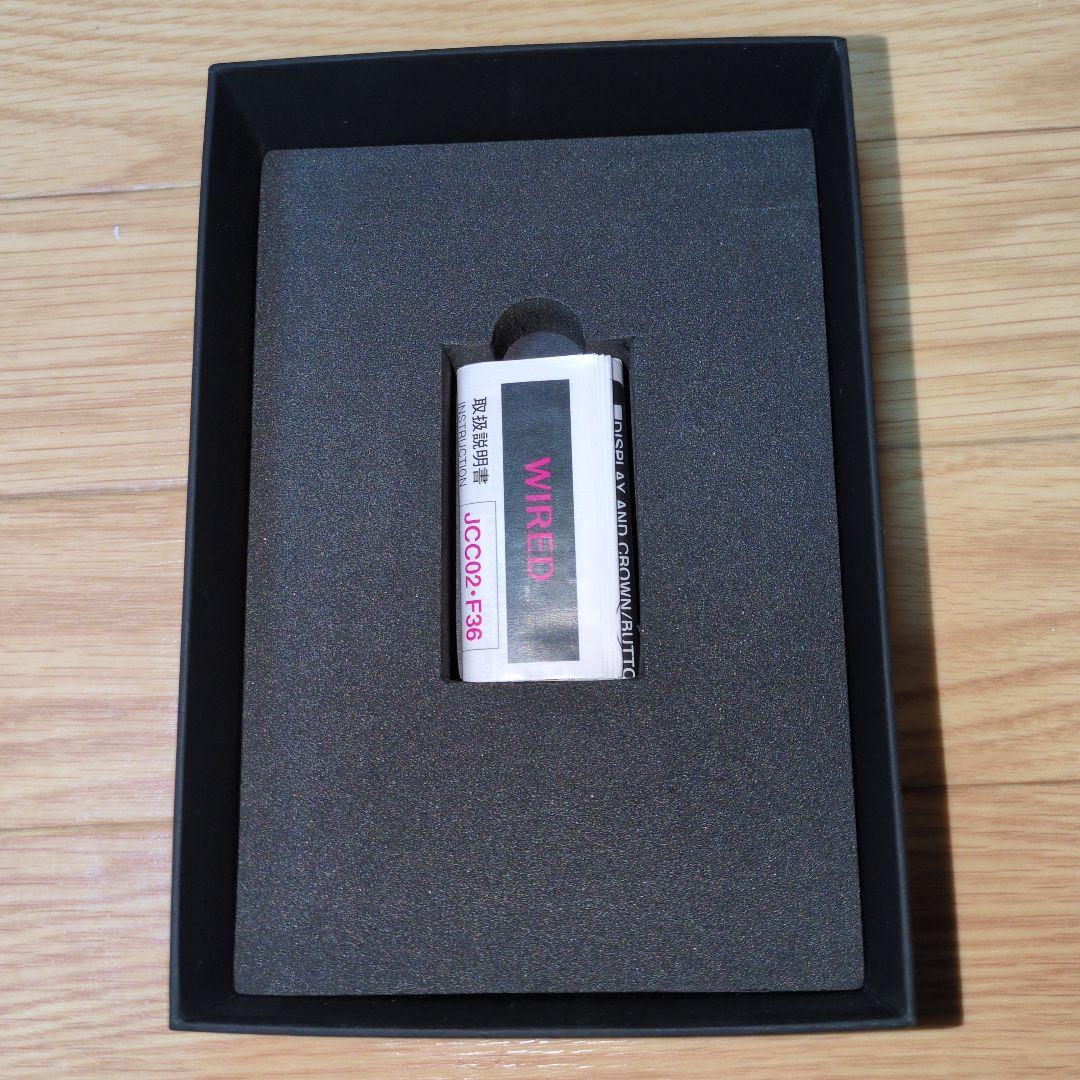 WIRED
取扱説明書
INSTRUCTION
JCC02・F36
DISPLAY AND CROWN/BUTTO